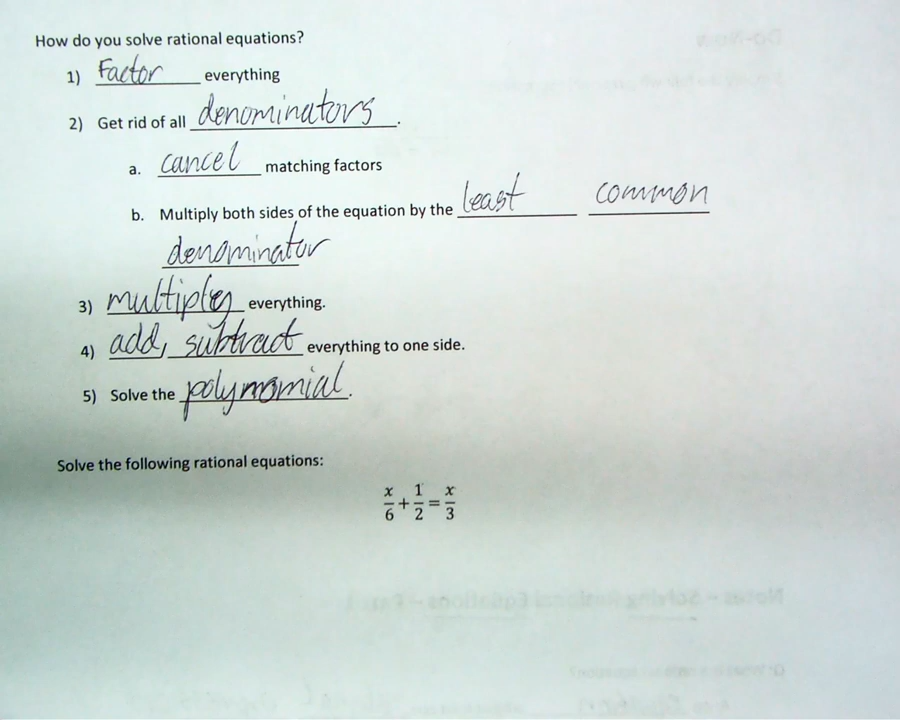 How do you solve rational equations?
1) Factor everything
2) Get rid of all denominators.
a. cancel matching factors
b. Multiply both sides of the equation by the least common
denominator
3) multiply everything.
4) add, subtract everything to one side.
5) Solve the polynomial.
Solve the following rational equations:
x/6 + 1/2 = x/3